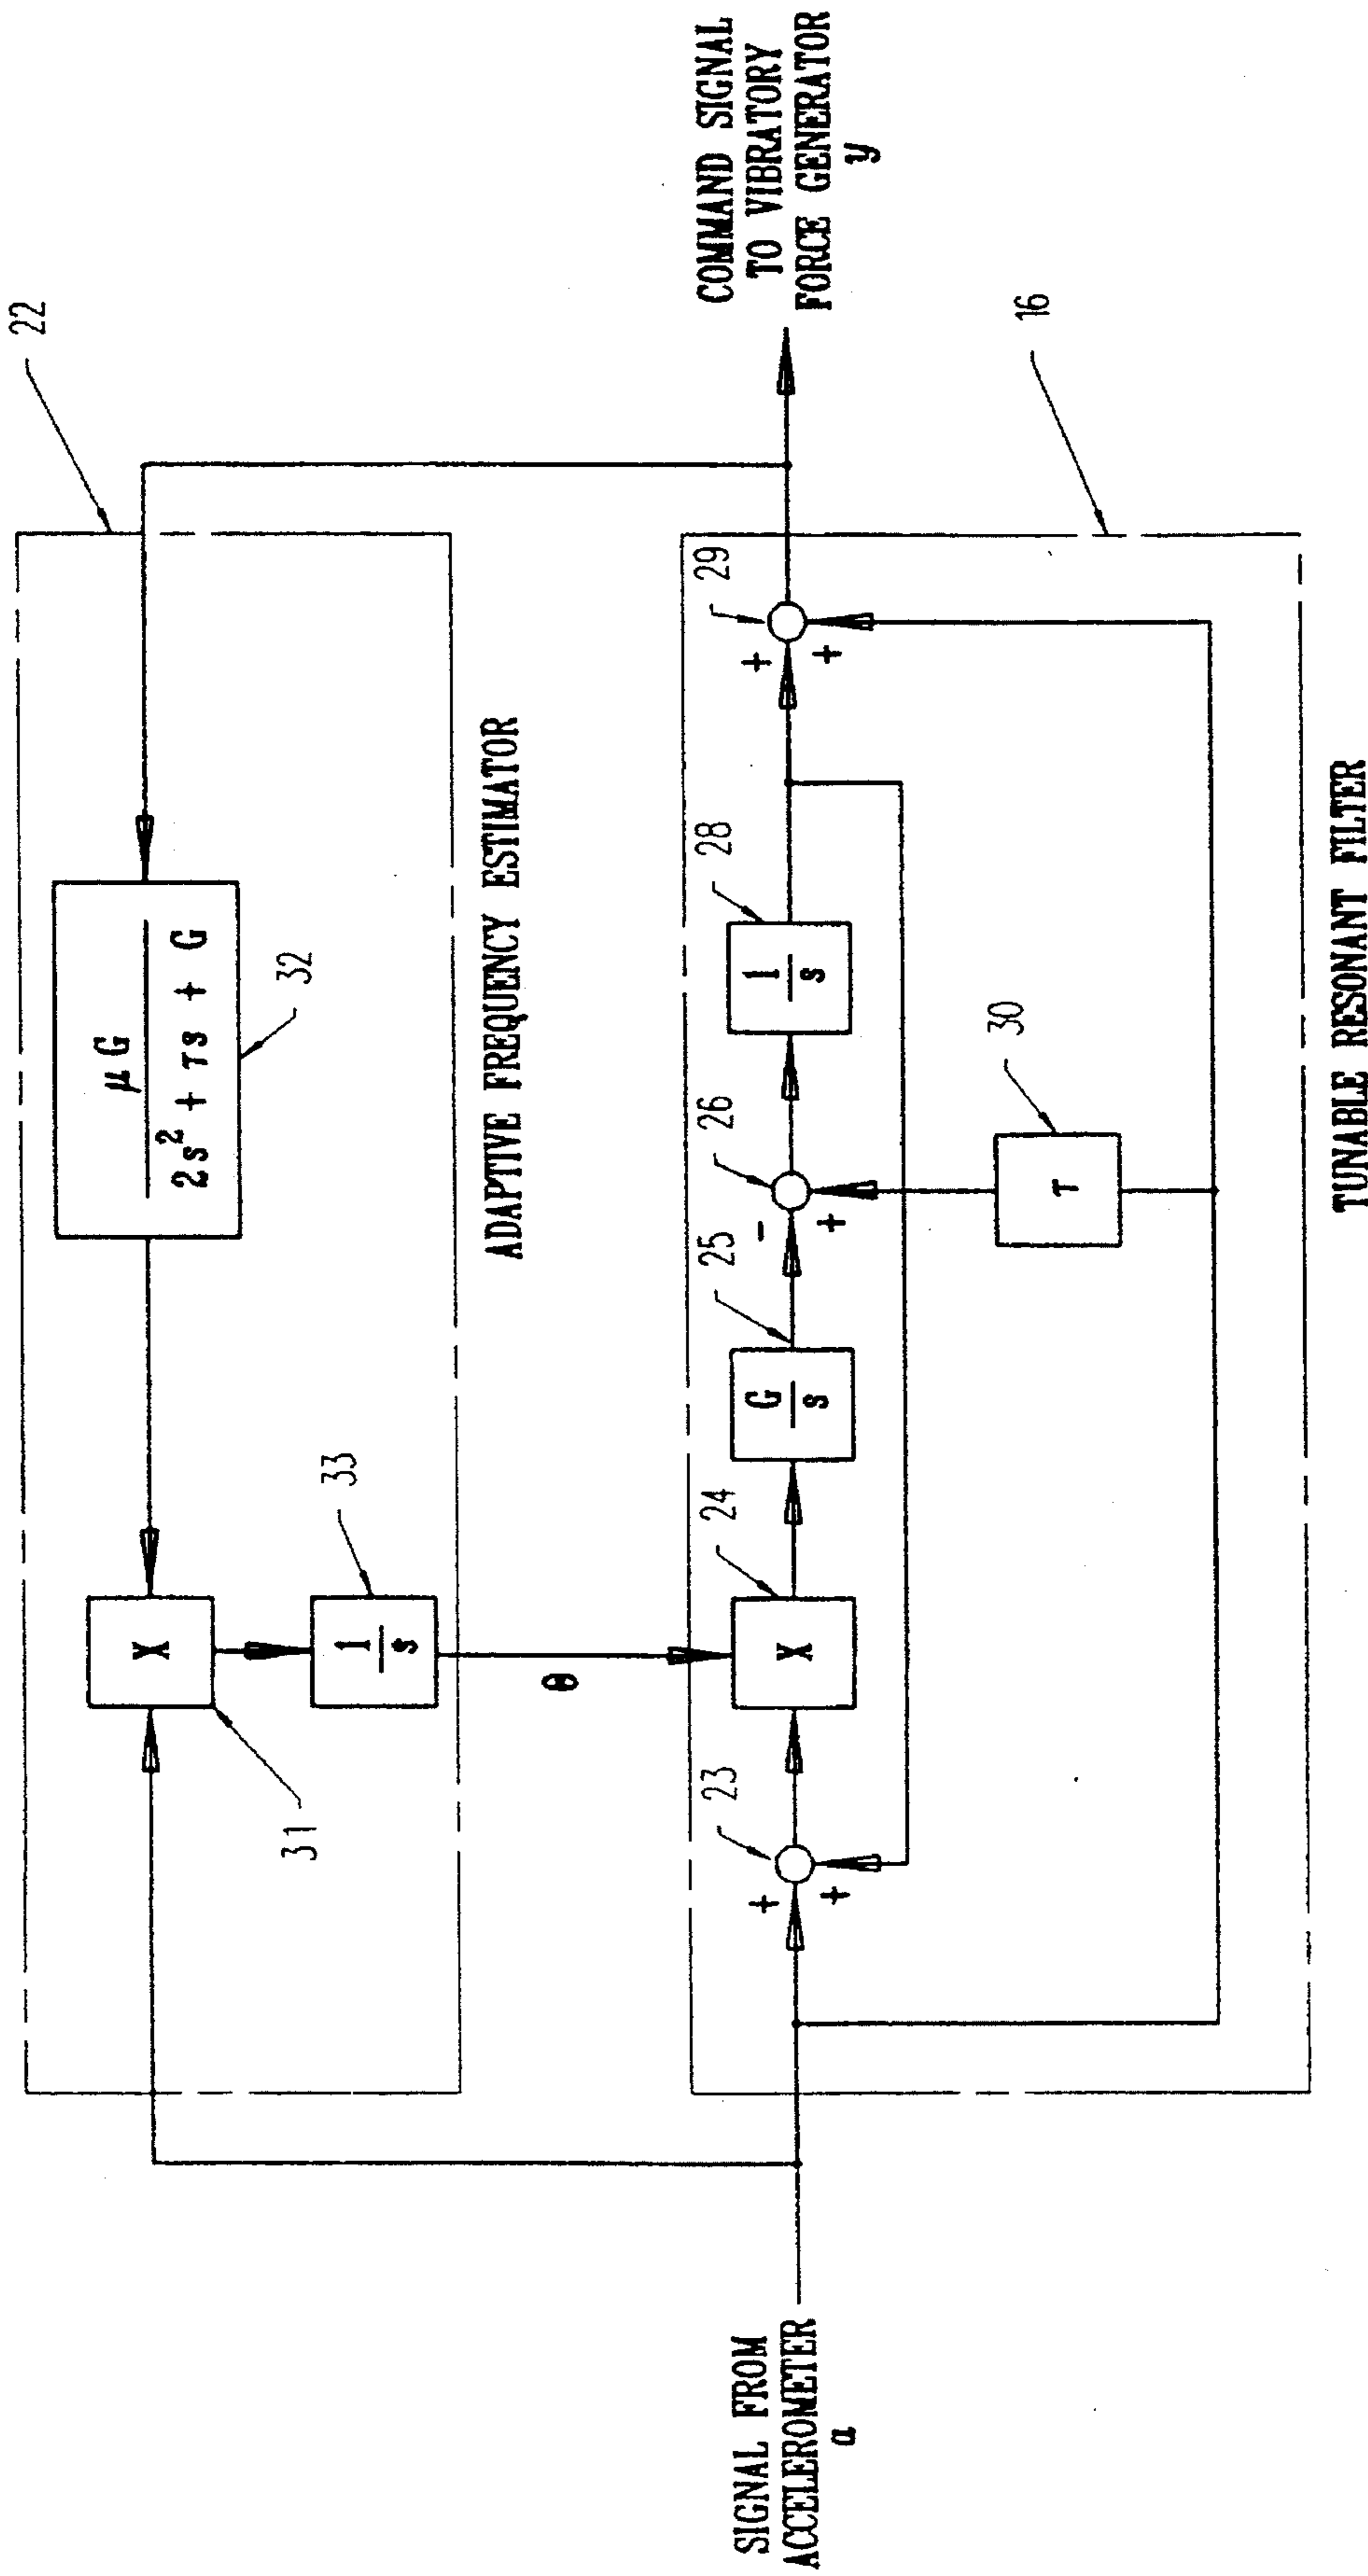 22
μ G
2s² + τs + G
32
X
31
33
1
s
ADAPTIVE FREQUENCY ESTIMATOR
θ
SIGNAL FROM
ACCELEROMETER
a
+
+
23
X
24
G
s
25
-
+
26
1
s
28
+
+
29
τ
30
COMMAND SIGNAL
TO VIBRATORY
FORCE GENERATOR
y
16
TUNABLE RESONANT FILTER